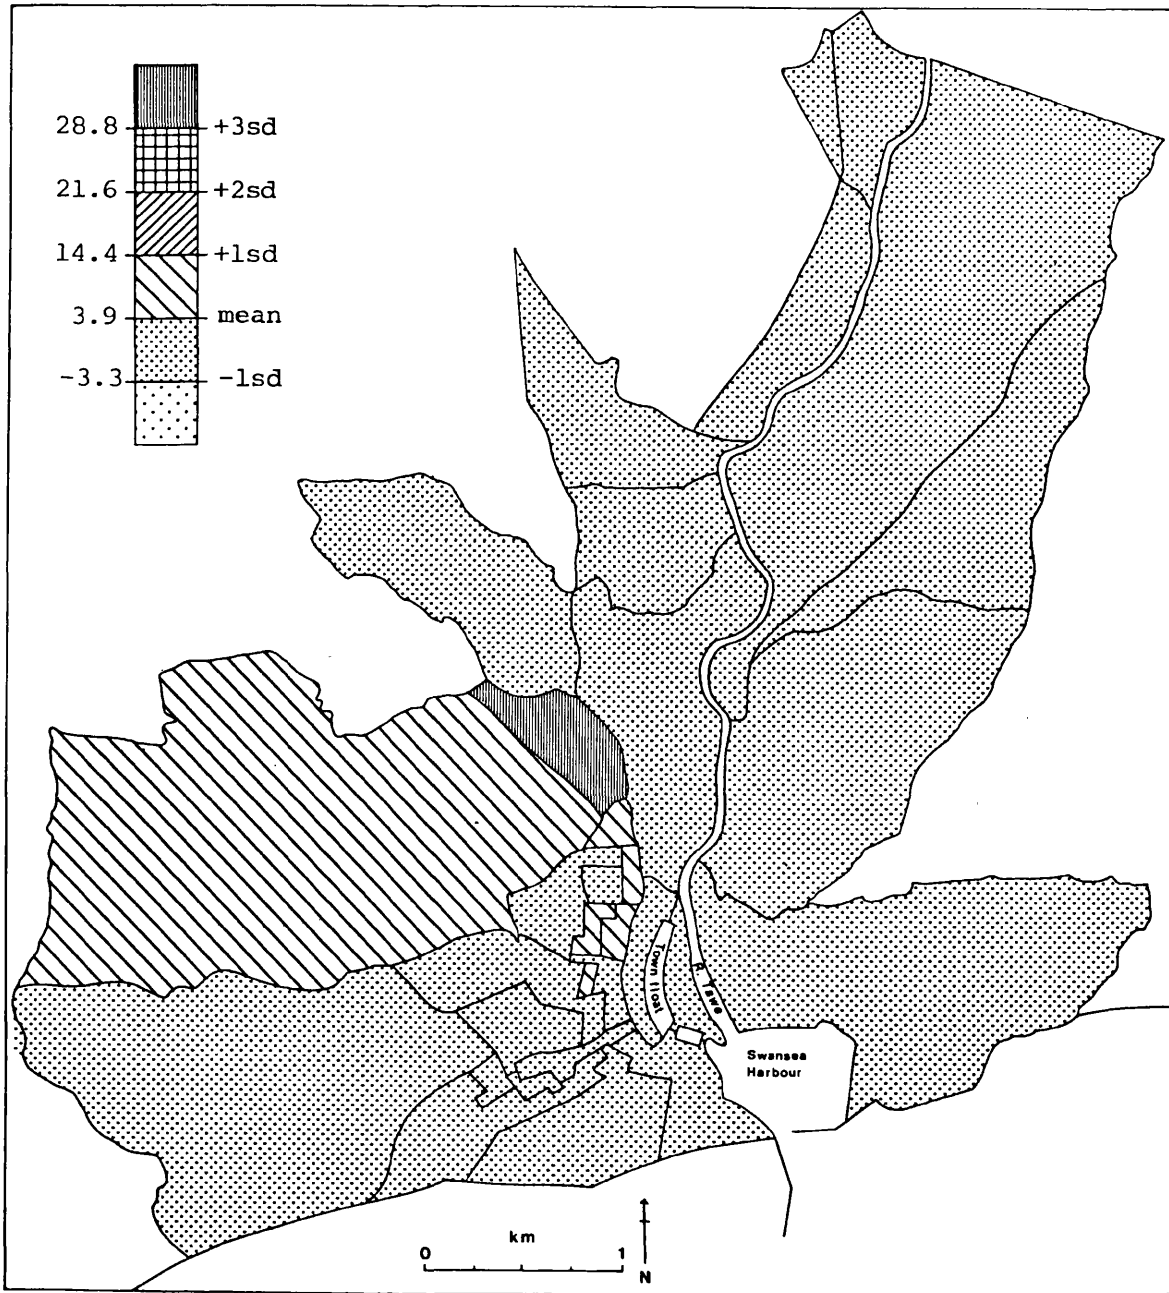 28.8 +3sd
21.6 +2sd
14.4 +1sd
3.9 mean
-3.3 -1sd
Town Float
R. Tawe
Swansea
Harbour
km
0 1
N